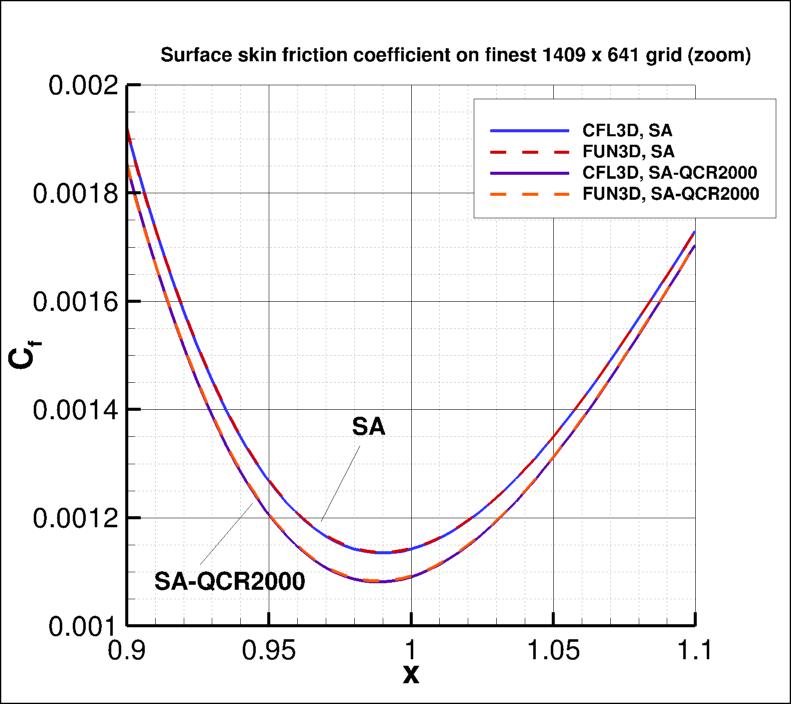 Surface skin friction coefficient on finest 1409 x 641 grid (zoom)
0.002
CFL3D, SA
FUN3D, SA
CFL3D, SA-QCR2000
FUN3D, SA-QCR2000
0.0018
0.0016
Cf
0.0014
SA
0.0012
SA-QCR2000
0.001
0.9
0.95
1
1.05
1.1
x